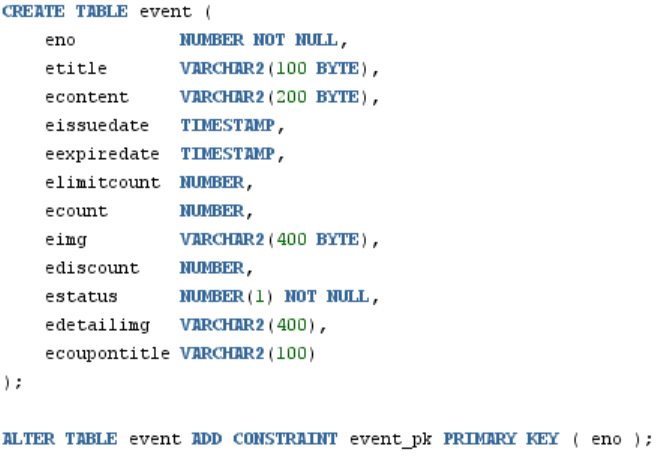 CREATE TABLE event (
    eno           NUMBER NOT NULL,
    etitle        VARCHAR2(100 BYTE),
    econtent      VARCHAR2(200 BYTE),
    eissuedate    TIMESTAMP,
    eexpiredate   TIMESTAMP,
    elimitcount   NUMBER,
    ecount        NUMBER,
    eimg          VARCHAR2(400 BYTE),
    ediscount     NUMBER,
    estatus       NUMBER(1) NOT NULL,
    edetailimg    VARCHAR2(400),
    ecoupontitle VARCHAR2(100)
);
ALTER TABLE event ADD CONSTRAINT event_pk PRIMARY KEY ( eno );